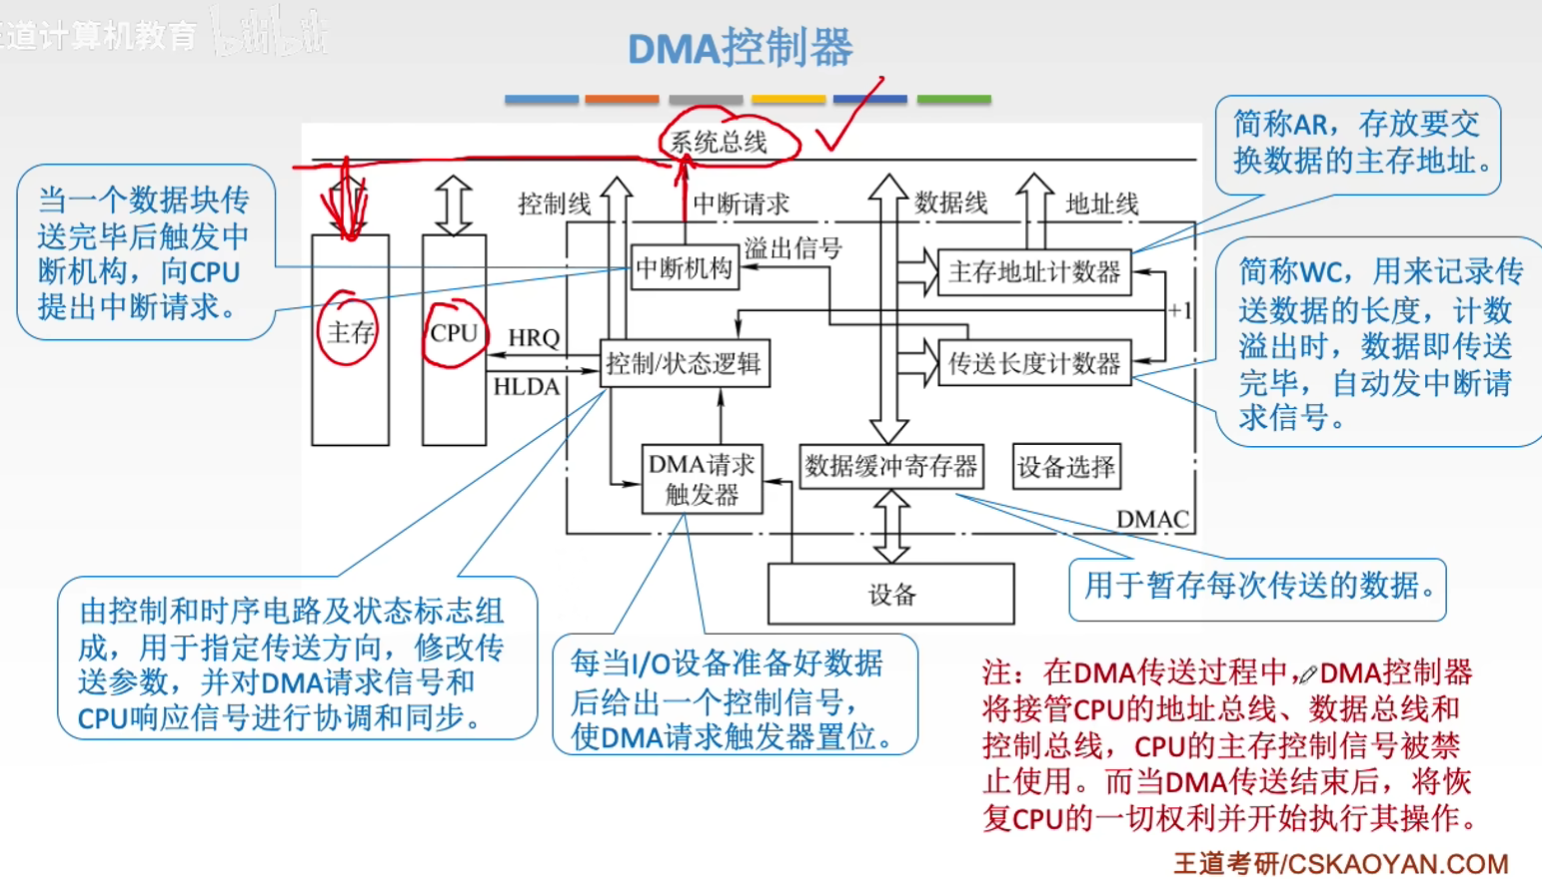 王道计算机教育 bilibili
DMA控制器
系统总线
简称AR，存放要交
换数据的主存地址。
当一个数据块传
送完毕后触发中
断机构，向CPU
提出中断请求。
控制线
中断请求
数据线
地址线
中断机构
溢出信号
主存地址计数器
+1
简称WC，用来记录传
送数据的长度，计数
溢出时，数据即传送
完毕，自动发中断请
求信号。
主存
CPU
HRQ
HLDA
控制/状态逻辑
传送长度计数器
DMA请求
触发器
数据缓冲寄存器
设备选择
DMAC
设备
用于暂存每次传送的数据。
由控制和时序电路及状态标志组
成，用于指定传送方向，修改传
送参数，并对DMA请求信号和
CPU响应信号进行协调和同步。
每当I/O设备准备好数据
后给出一个控制信号，
使DMA请求触发器置位。
注：在DMA传送过程中，DMA控制器
将接管CPU的地址总线、数据总线和
控制总线，CPU的主存控制信号被禁
止使用。而当DMA传送结束后，将恢
复CPU的一切权利并开始执行其操作。
王道考研/CSKAOYAN.COM